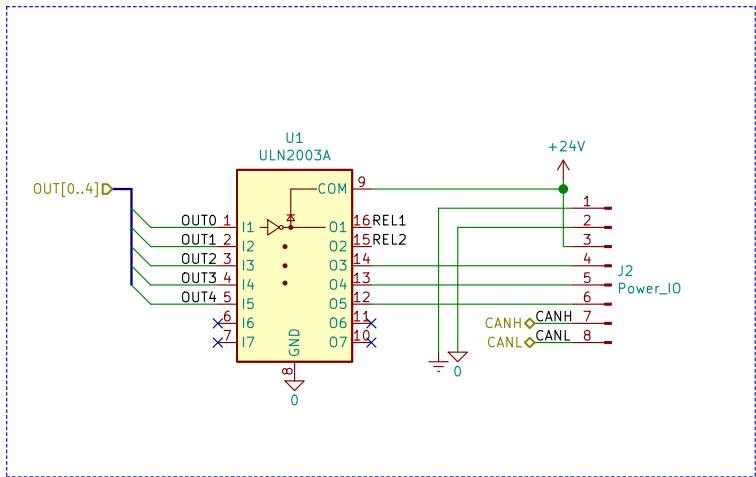 U1
ULN2003A
+24V
OUT[0..4]
COM 9
1
OUT0 1 I1 O1 16 REL1
2
OUT1 2 I2 O2 15 REL2
3
OUT2 3 I3 O3 14
4
OUT3 4 I4 O4 13
5
J2
Power_IO
OUT4 5 I5 O5 12
6
6 I6 O6 11
CANH CANH 7
7 I7 O7 10
CANL CANL 8
GND
8
0
0